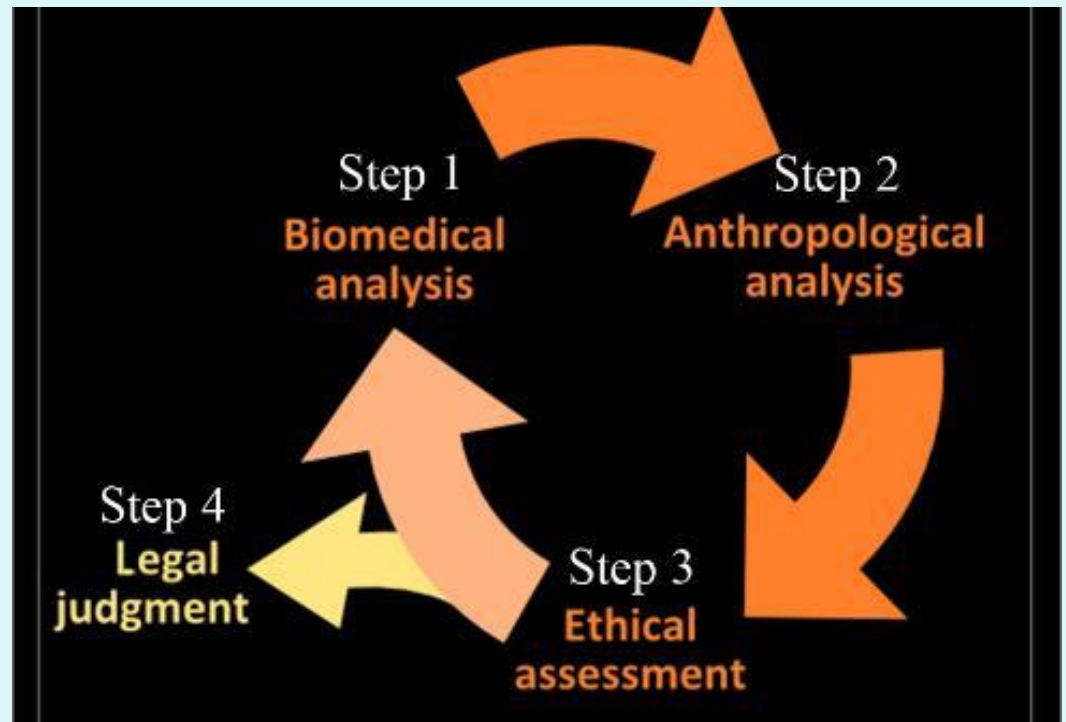 Step 1
Biomedical
analysis
Step 2
Anthropological
analysis
Step 3
Ethical
assessment
Step 4
Legal
judgment